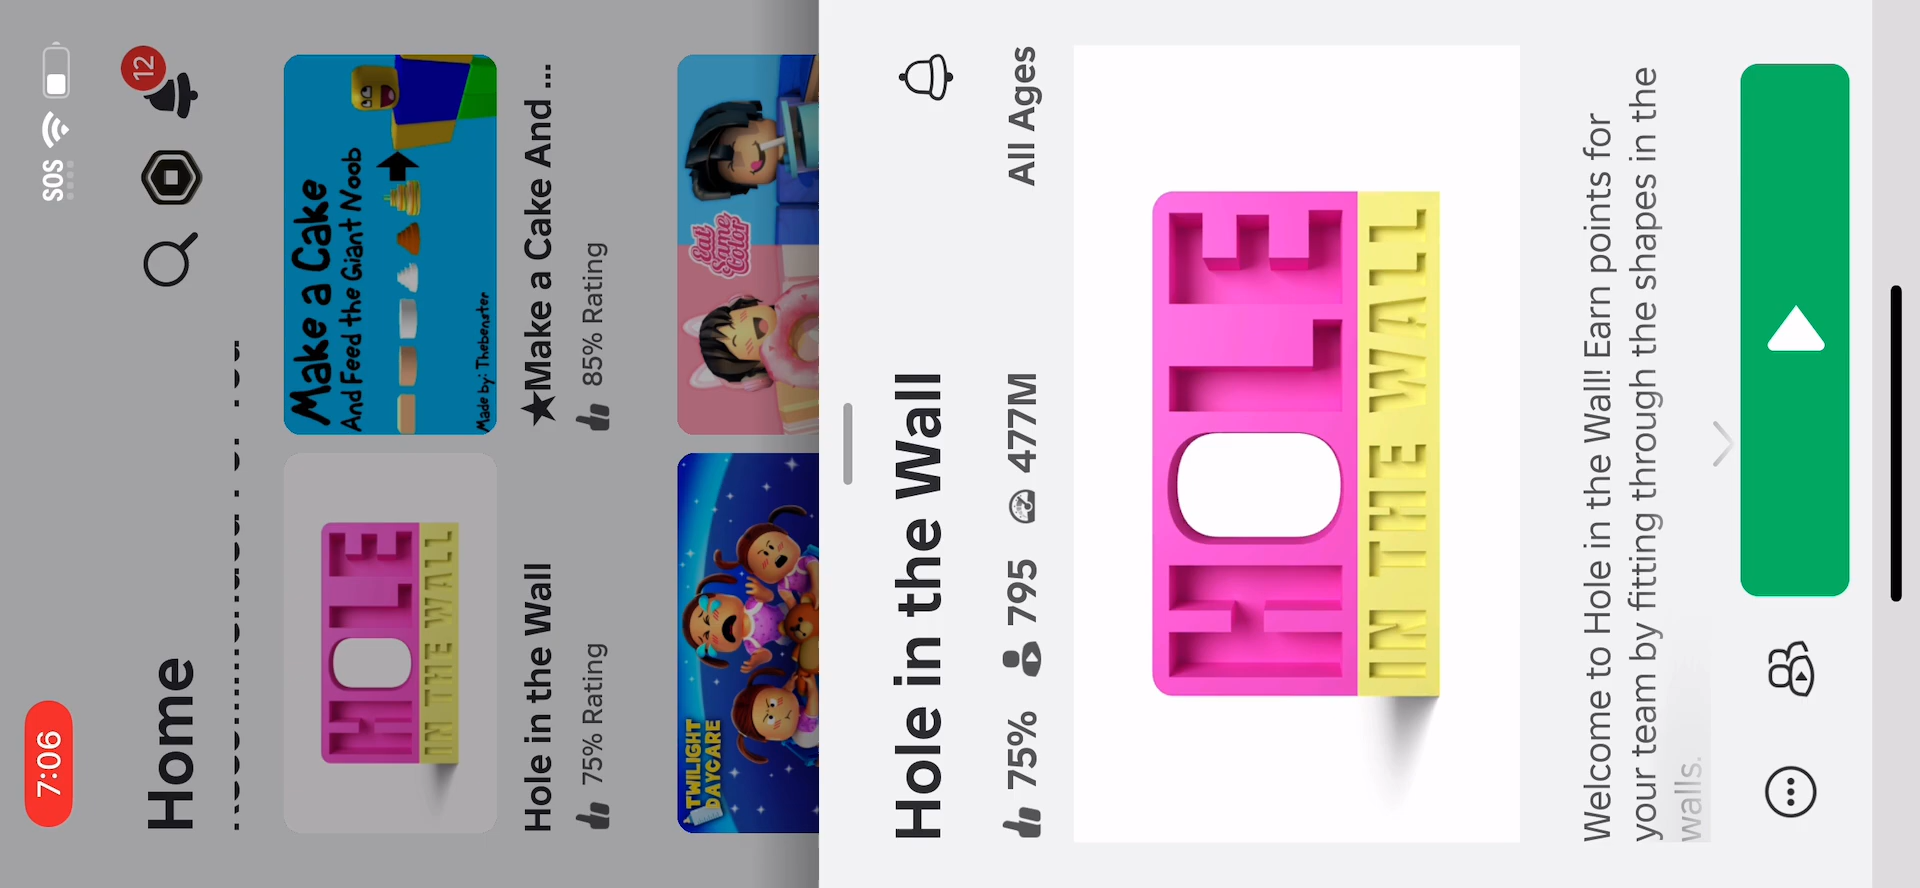 7:06
SOS
Home
12
HOLE
IN THE WALL
Hole in the Wall
75% Rating
Make a Cake
And Feed the Giant Noob
Made by: Thebenster
★Make a Cake And ...
85% Rating
TWILIGHT
DAYCARE
Eat
Same
Color
Hole in the Wall
75% 795 477M All Ages
HOLE
IN THE WALL
Welcome to Hole in the Wall! Earn points for
your team by fitting through the shapes in the
walls.